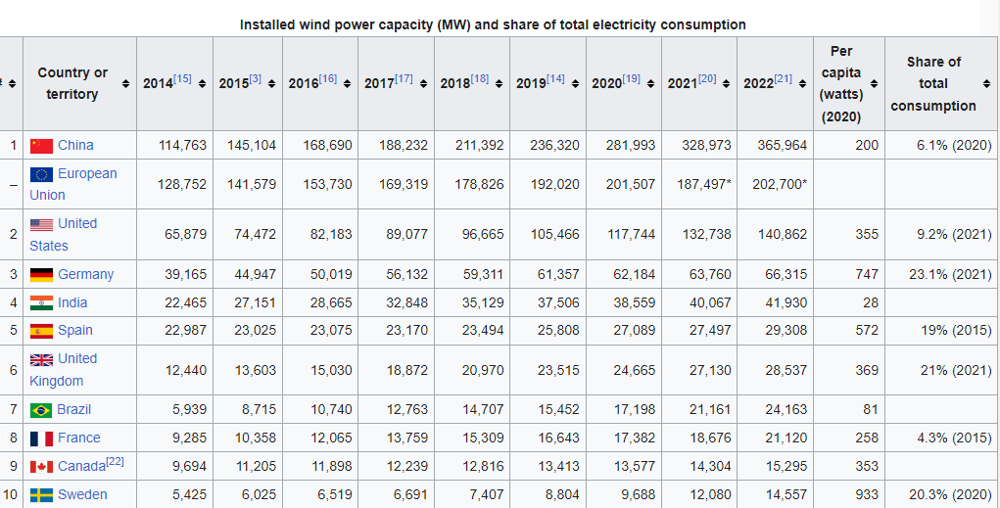 Installed wind power capacity (MW) and share of total electricity consumption
# Country or territory 2014[15] 2015[3] 2016[16] 2017[17] 2018[18] 2019[14] 2020[19] 2021[20] 2022[21] Per capita (watts) (2020) Share of total consumption
1 China 114,763 145,104 168,690 188,232 211,392 236,320 281,993 328,973 365,964 200 6.1% (2020)
– European Union 128,752 141,579 153,730 169,319 178,826 192,020 201,507 187,497* 202,700*
2 United States 65,879 74,472 82,183 89,077 96,665 105,466 117,744 132,738 140,862 355 9.2% (2021)
3 Germany 39,165 44,947 50,019 56,132 59,311 61,357 62,184 63,760 66,315 747 23.1% (2021)
4 India 22,465 27,151 28,665 32,848 35,129 37,506 38,559 40,067 41,930 28
5 Spain 22,987 23,025 23,075 23,170 23,494 25,808 27,089 27,497 29,308 572 19% (2015)
6 United Kingdom 12,440 13,603 15,030 18,872 20,970 23,515 24,665 27,130 28,537 369 21% (2021)
7 Brazil 5,939 8,715 10,740 12,763 14,707 15,452 17,198 21,161 24,163 81
8 France 9,285 10,358 12,065 13,759 15,309 16,643 17,382 18,676 21,120 258 4.3% (2015)
9 Canada[22] 9,694 11,205 11,898 12,239 12,816 13,413 13,577 14,304 15,295 353
10 Sweden 5,425 6,025 6,519 6,691 7,407 8,804 9,688 12,080 14,557 933 20.3% (2020)